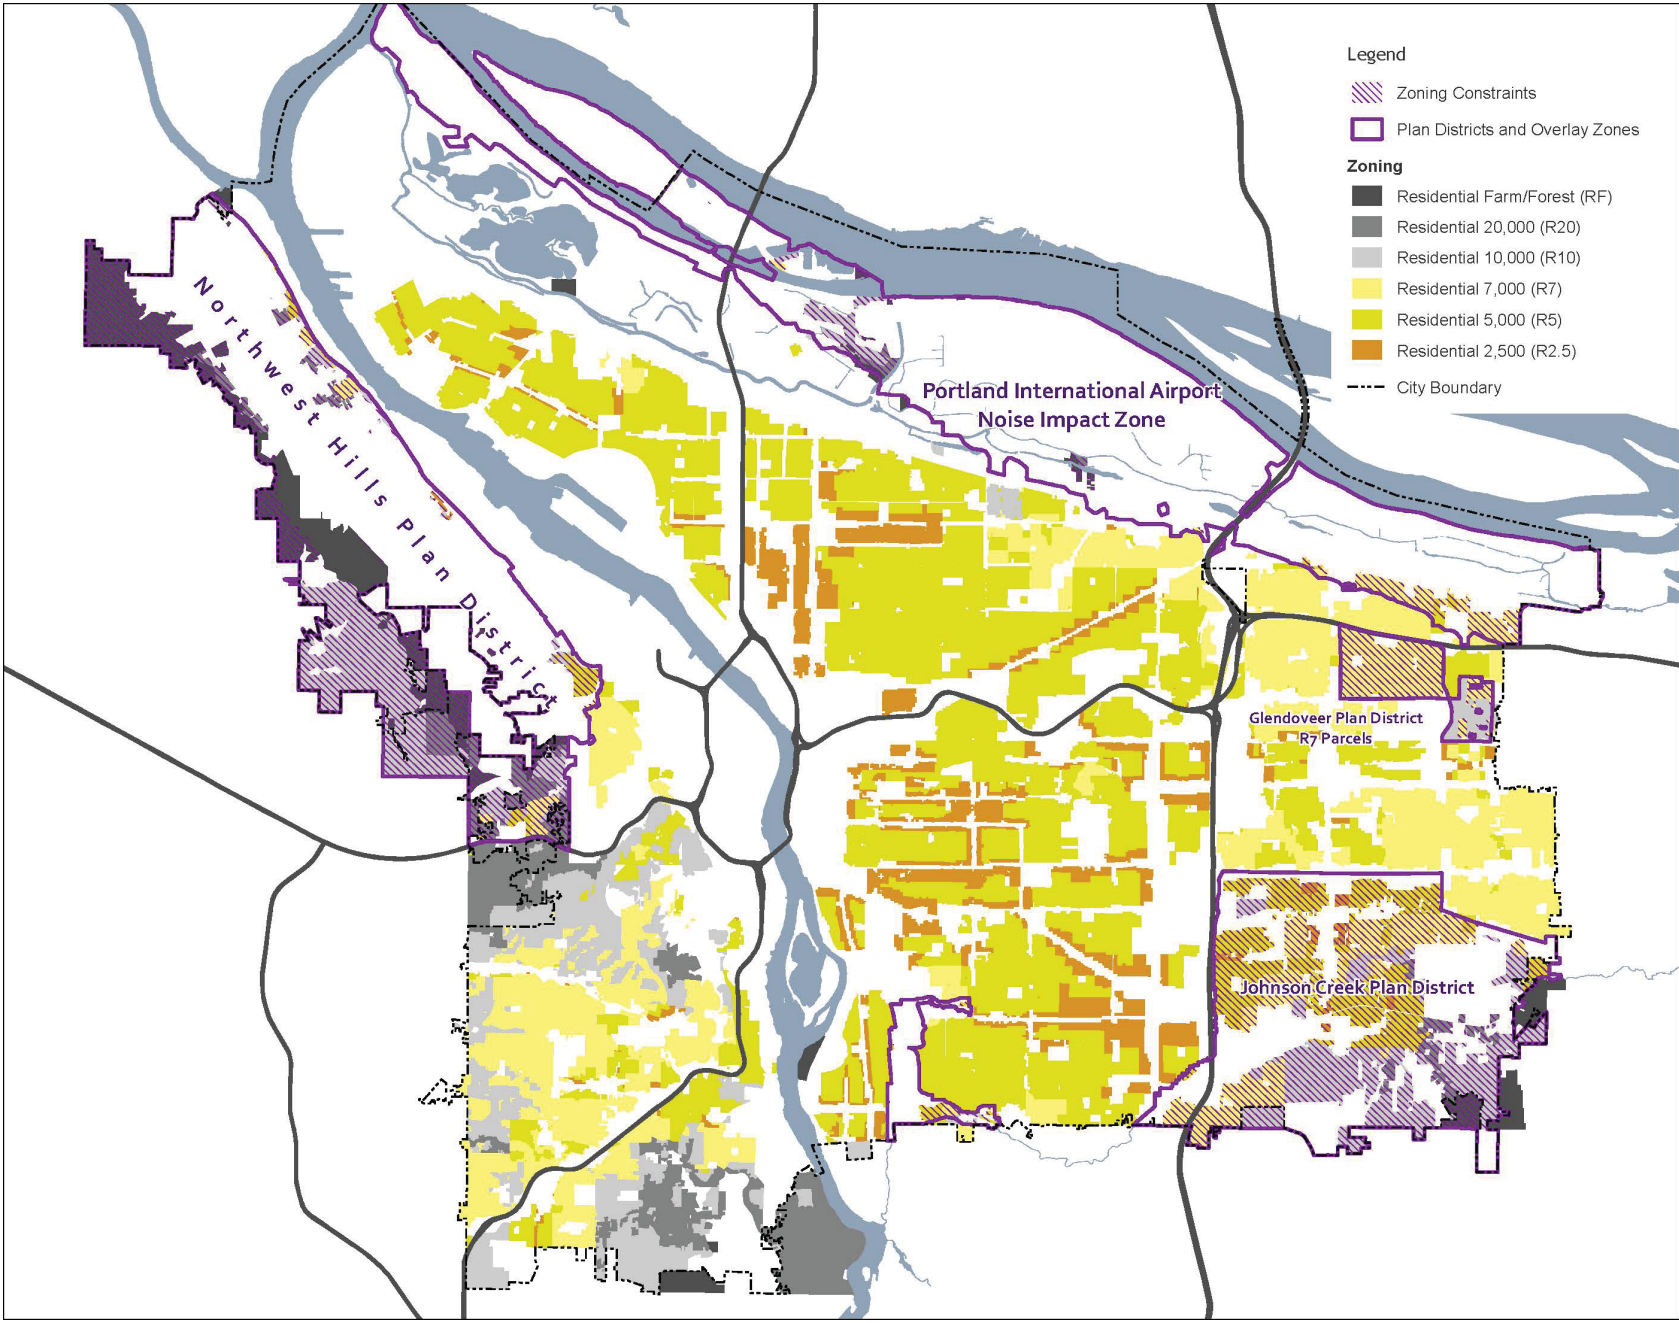 Legend
Zoning Constraints
Plan Districts and Overlay Zones
Zoning
Residential Farm/Forest (RF)
Residential 20,000 (R20)
Residential 10,000 (R10)
Residential 7,000 (R7)
Residential 5,000 (R5)
Residential 2,500 (R2.5)
City Boundary
Northwest Hills Plan District
Portland International Airport
Noise Impact Zone
Glendoveer Plan District
R7 Parcels
Johnson Creek Plan District